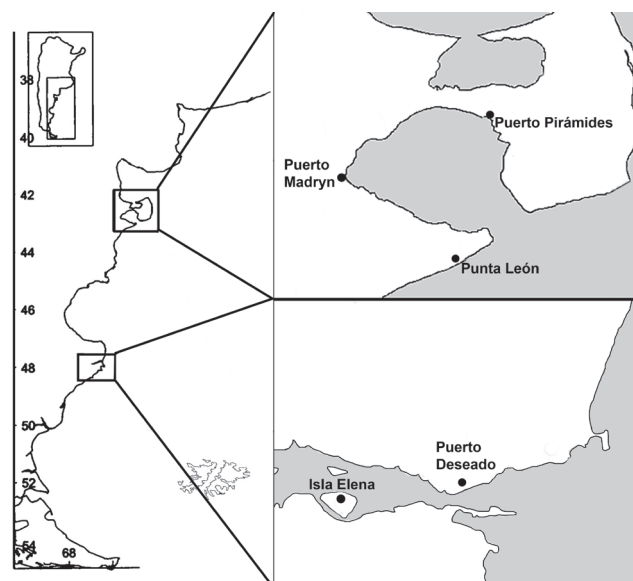 38
40
42
44
46
48
50
52
54
68
Puerto Pirámides
Puerto
Madryn
Punta León
Puerto
Deseado
Isla Elena